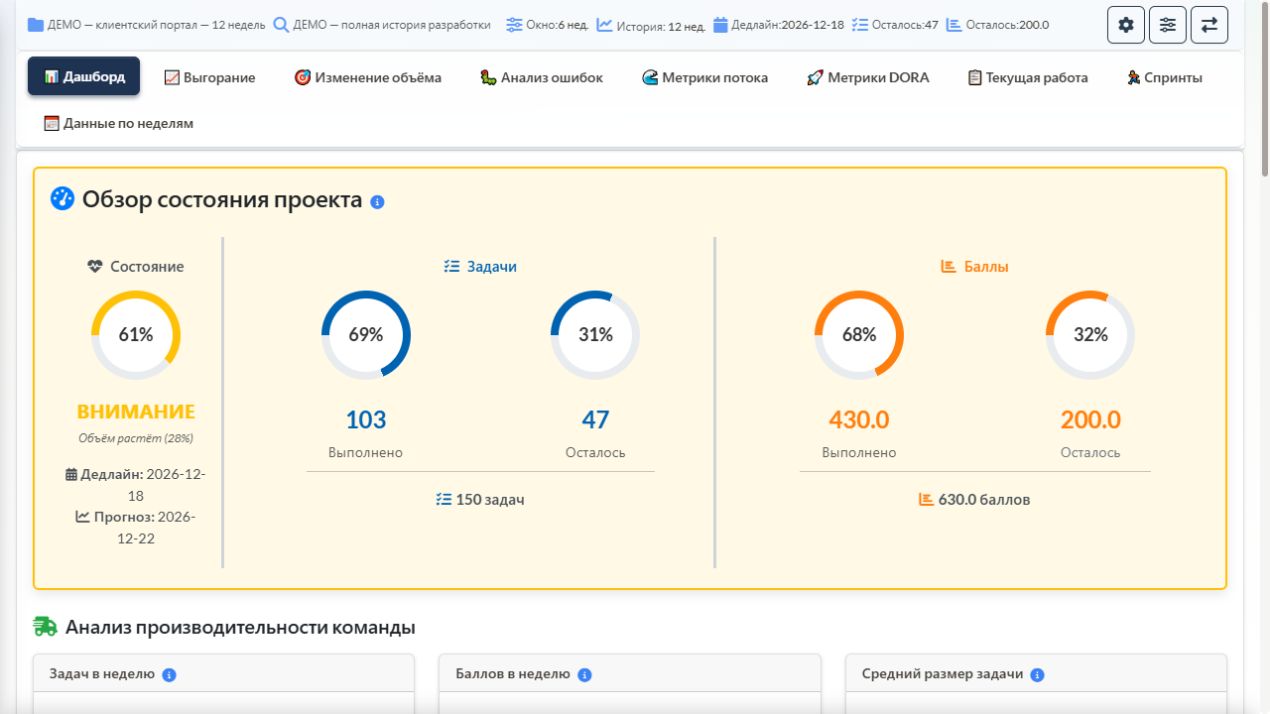 ДЕМО — клиентский портал — 12 недель ДЕМО — полная история разработки Окно:6 нед. История: 12 нед. Дедлайн:2026-12-18 Осталось:47 Осталось:200.0
Дашборд Выгорание Изменение объёма Анализ ошибок Метрики потока Метрики DORA Текущая работа Спринты
Данные по неделям
Обзор состояния проекта
Состояние
Задачи
Баллы
61%
69%
31%
68%
32%
ВНИМАНИЕ
Объём растёт (28%)
Дедлайн: 2026-12-
18
Прогноз: 2026-
12-22
103
47
Выполнено
Осталось
150 задач
430.0
200.0
Выполнено
Осталось
630.0 баллов
Анализ производительности команды
Задач в неделю
Баллов в неделю
Средний размер задачи